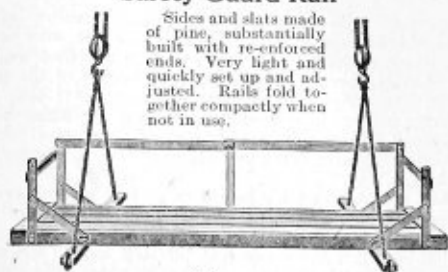 Safety Guard Rail
Sides and slats made
of pine, substantially
built with re-enforced
ends. Very light and
quickly set up and ad-
justed. Rails fold to-
gether compactly when
not in use.